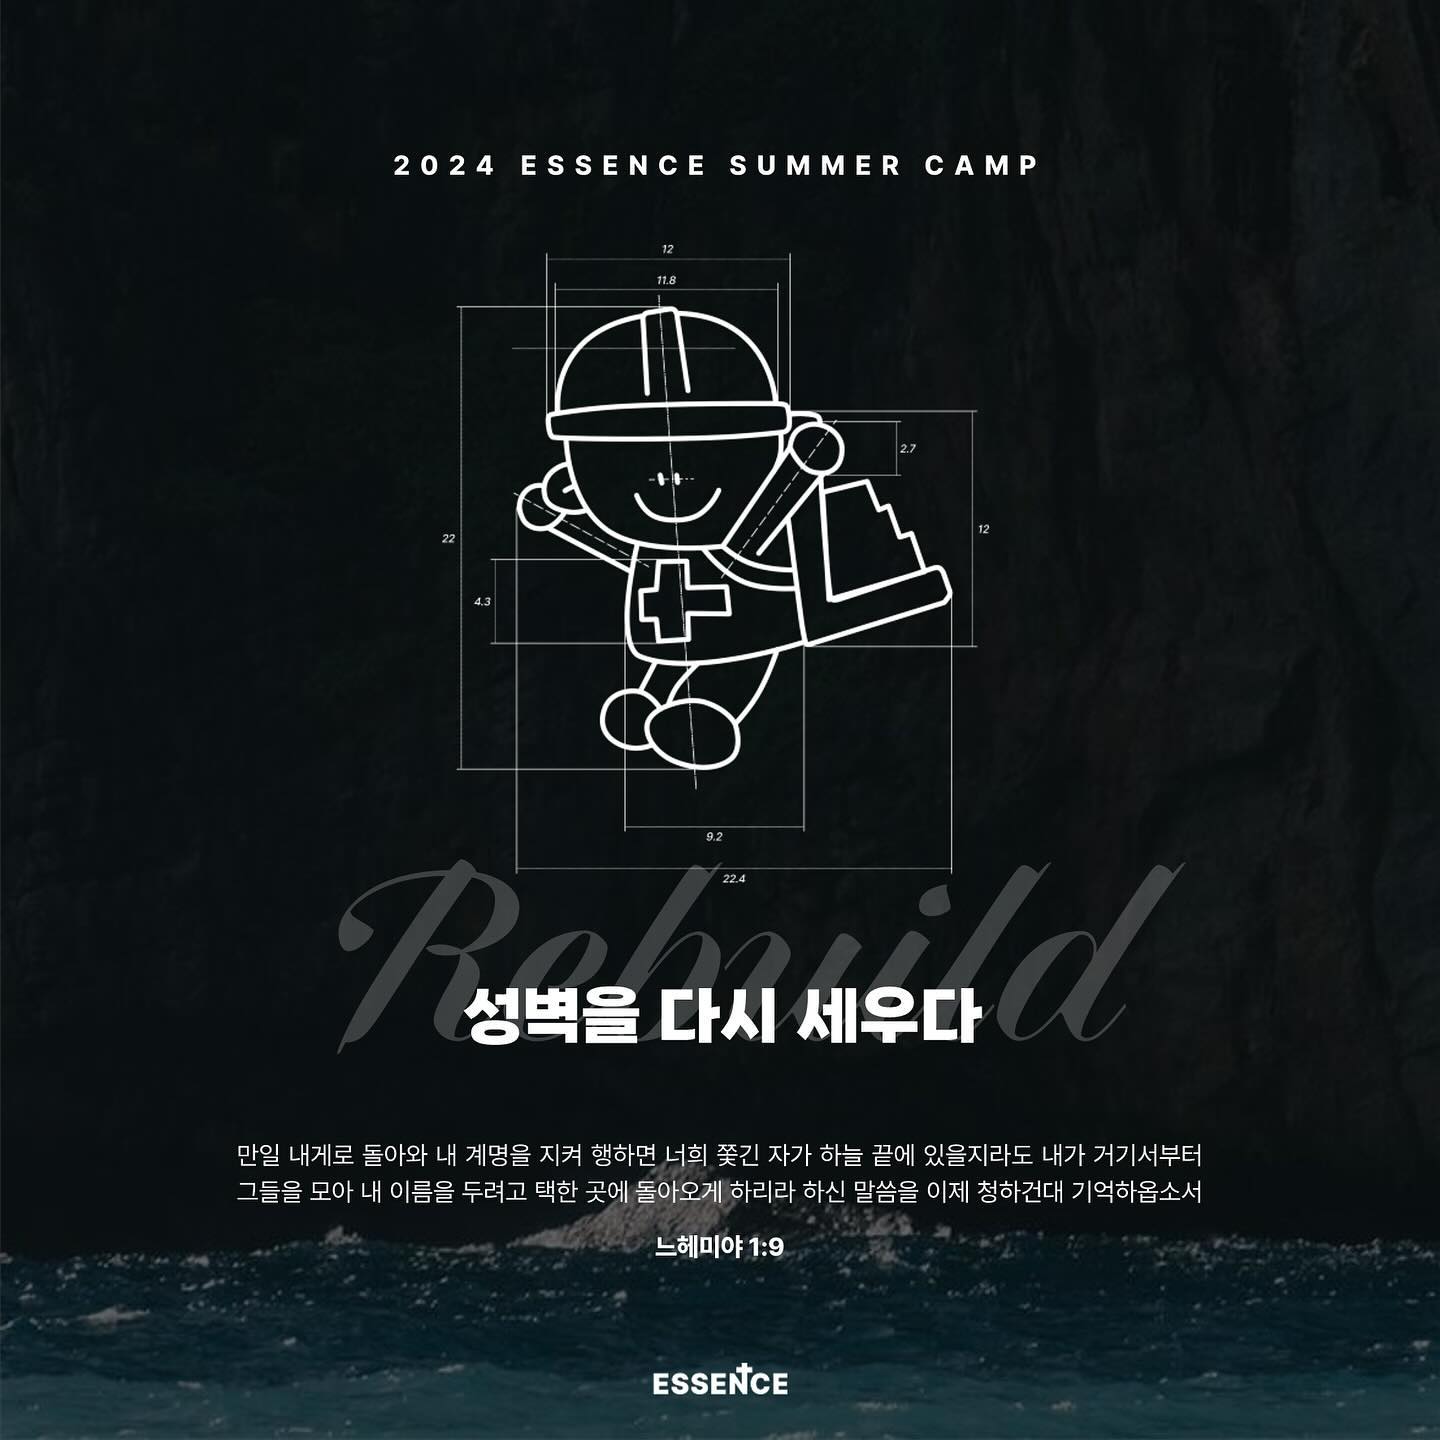 2024 ESSENCE SUMMER CAMP
12
11.8
2.7
22
12
4.3
9.2
22.4
Rebuild
성벽을 다시 세우다
만일 내게로 돌아와 내 계명을 지켜 행하면 너희 쫓긴 자가 하늘 끝에 있을지라도 내가 거기서부터
그들을 모아 내 이름을 두려고 택한 곳에 돌아오게 하리라 하신 말씀을 이제 청하건대 기억하옵소서
느헤미야 1:9
ESSENCE